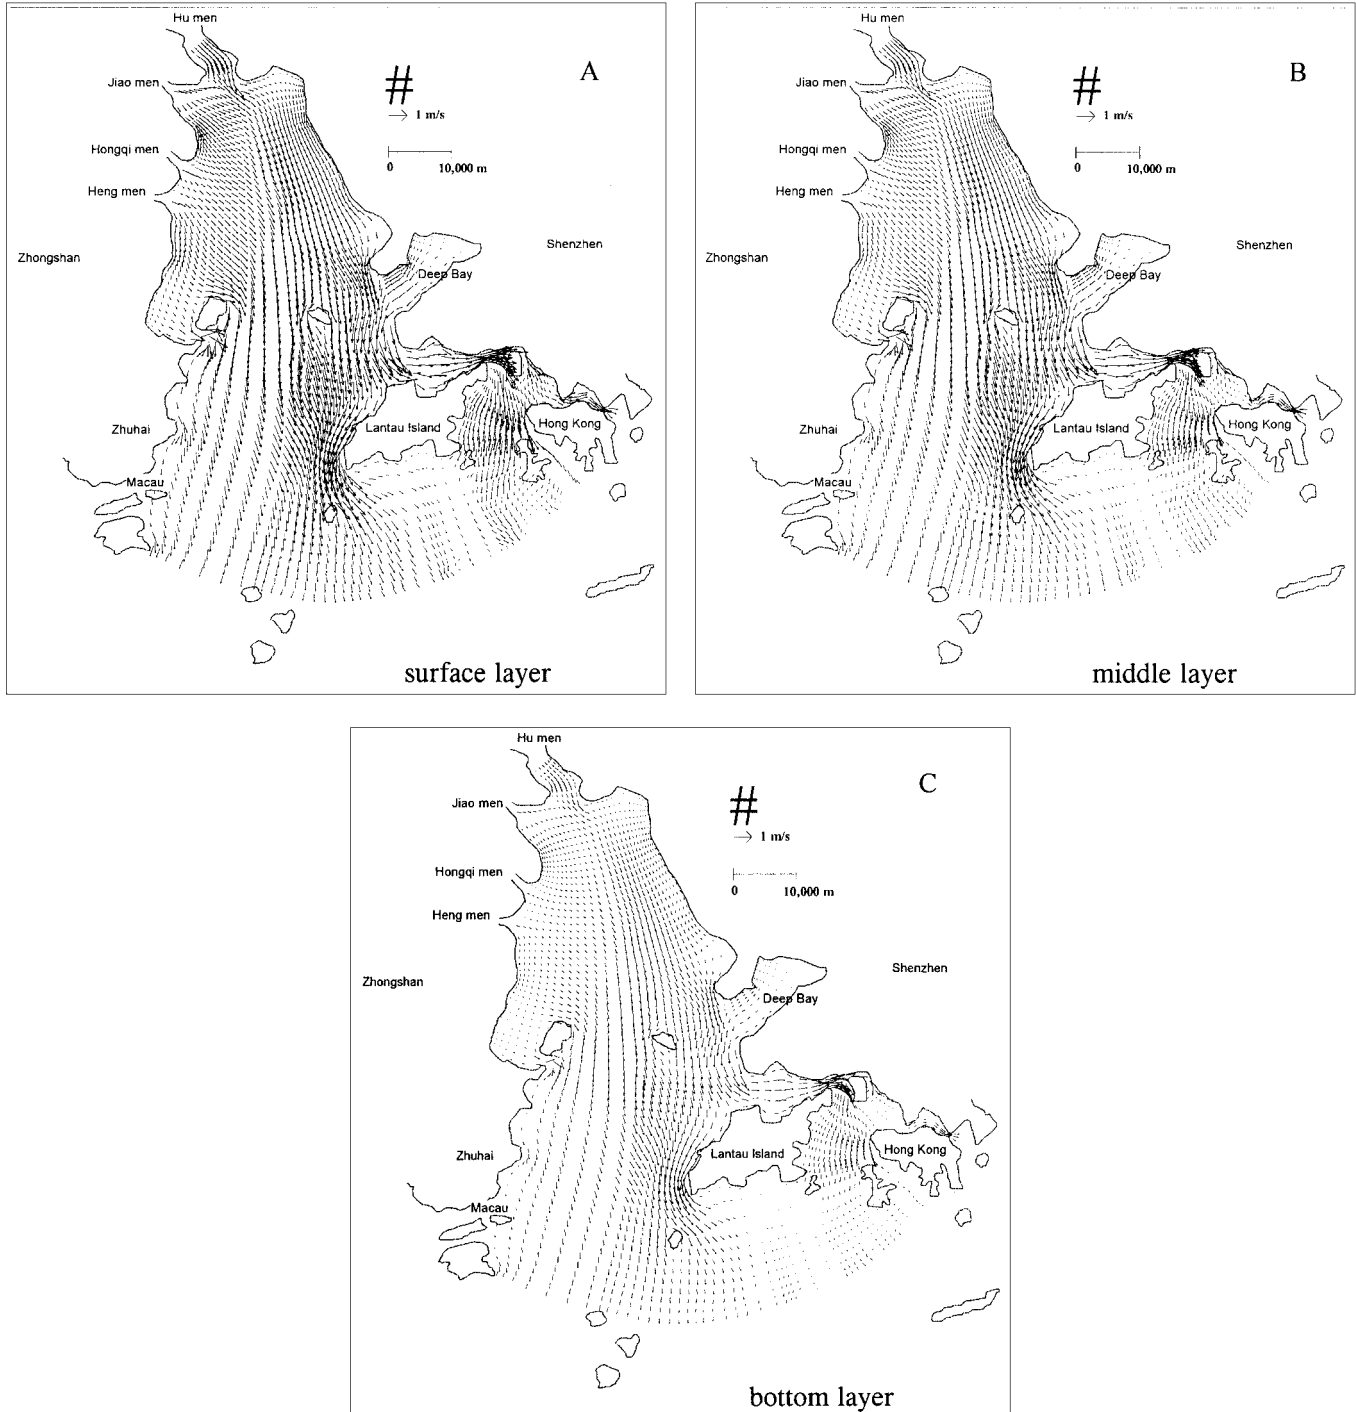 Hu men
A
Jiao men
#
1 m/s
Hongqi men
0 10,000 m
Heng men
Zhongshan
Shenzhen
Deep Bay
Zhuhai
Lantau Island
Hong Kong
Macau
surface layer
Hu men
B
Jiao men
#
1 m/s
Hongqi men
0 10,000 m
Heng men
Zhongshan
Shenzhen
Deep Bay
Zhuhai
Lantau Island
Hong Kong
Macau
middle layer
Hu men
C
Jiao men
#
1 m/s
Hongqi men
0 10,000 m
Heng men
Zhongshan
Shenzhen
Deep Bay
Zhuhai
Lantau Island
Hong Kong
Macau
bottom layer